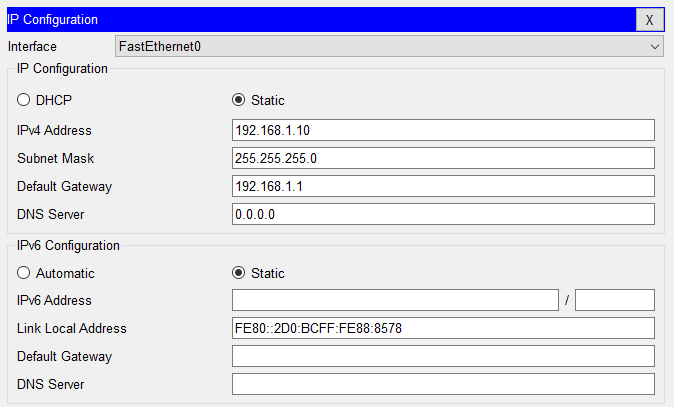 IP Configuration X
Interface FastEthernet0
IP Configuration
DHCP Static
IPv4 Address 192.168.1.10
Subnet Mask 255.255.255.0
Default Gateway 192.168.1.1
DNS Server 0.0.0.0
IPv6 Configuration
Automatic Static
IPv6 Address /
Link Local Address FE80::2D0:BCFF:FE88:8578
Default Gateway
DNS Server